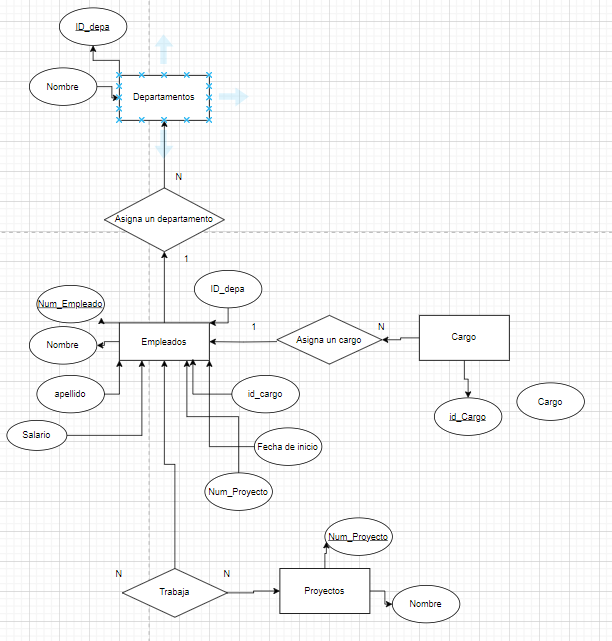 ID_depa
Nombre
Departamentos
N
Asigna un departamento
1
ID_depa
Num_Empleado
Nombre
Empleados
1
Asigna un cargo
N
Cargo
apellido
id_cargo
id_Cargo
Cargo
Salario
Fecha de inicio
Num_Proyecto
Num_Proyecto
N
N
Trabaja
Proyectos
Nombre